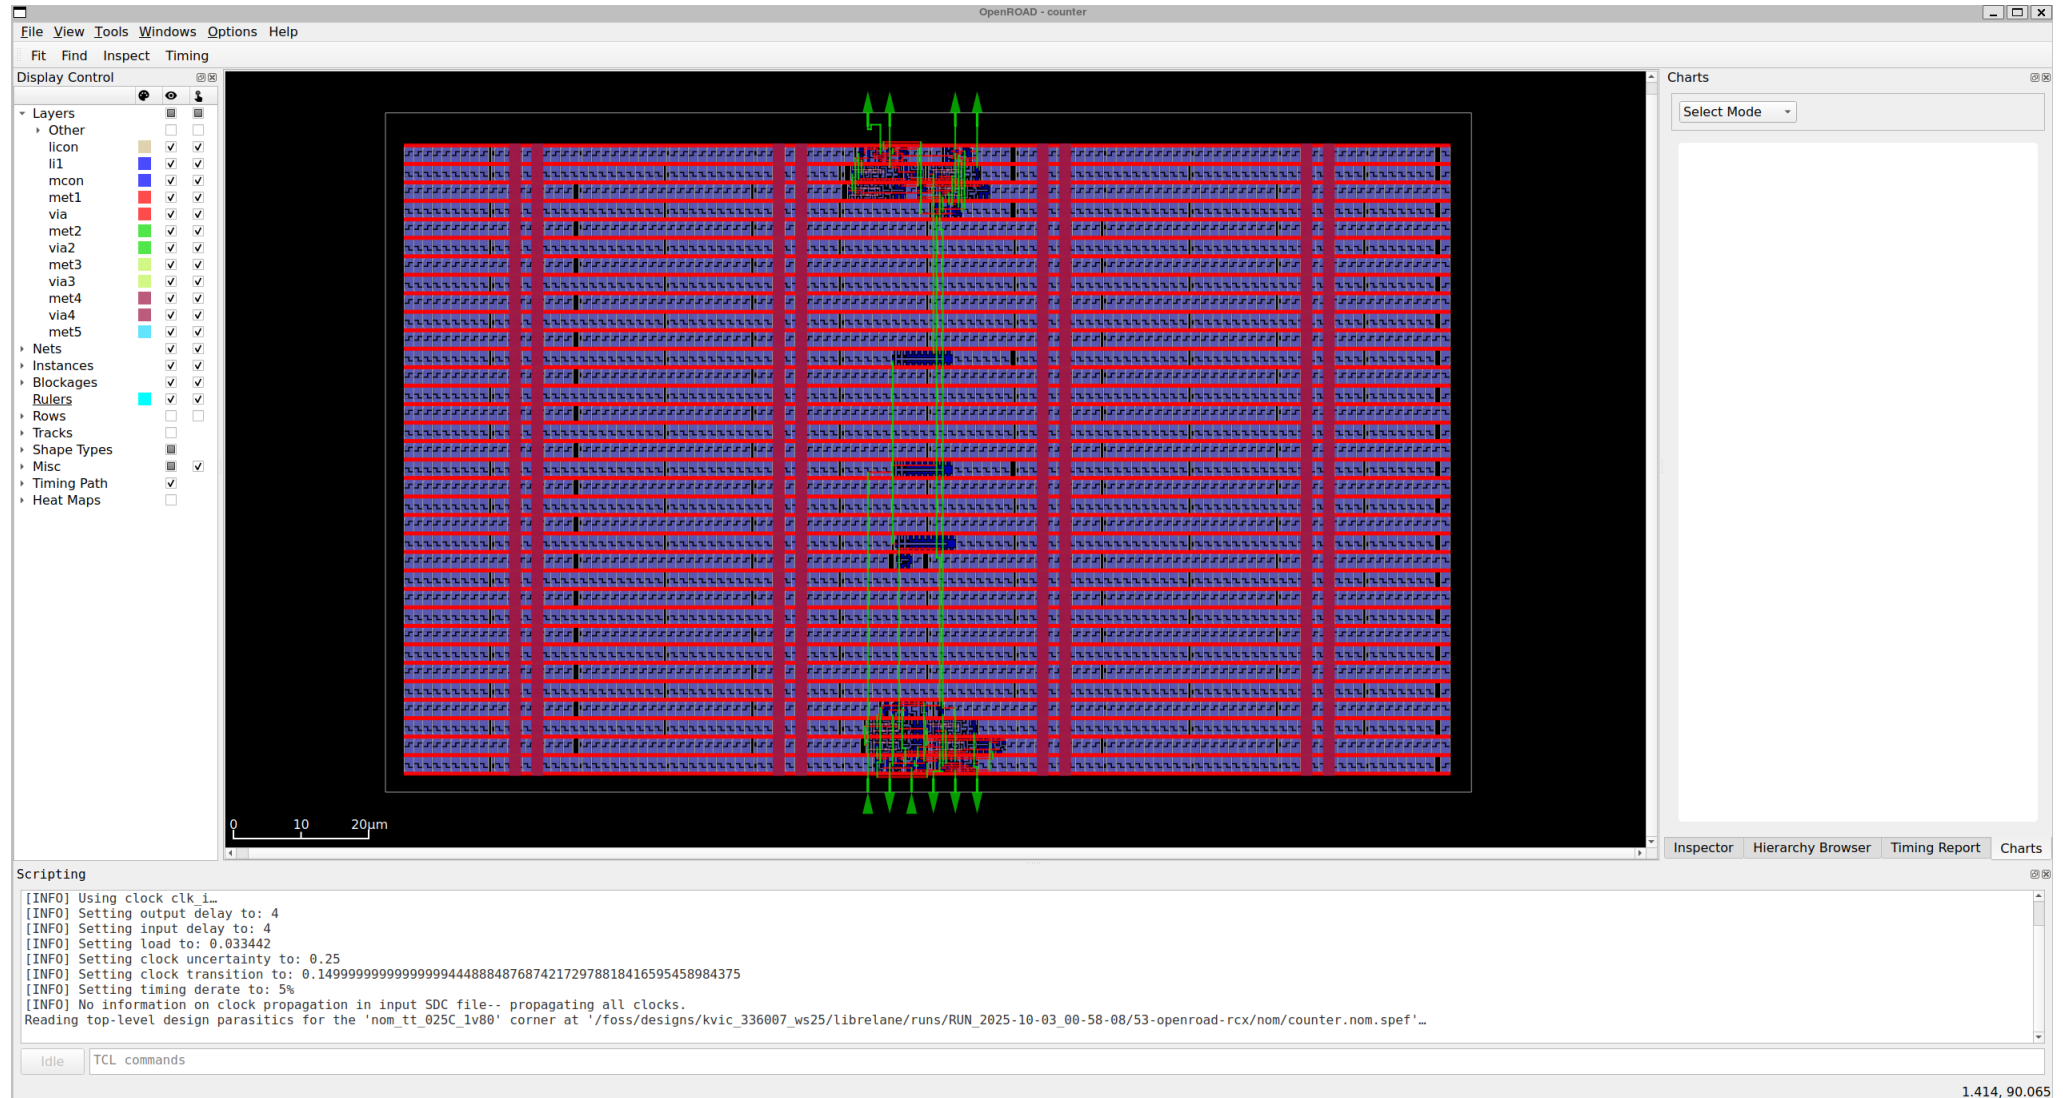 OpenROAD - counter
File View Tools Windows Options Help
Fit Find Inspect Timing
Display Control
Layers
Other
licon
li1
mcon
met1
via
met2
via2
met3
via3
met4
via4
met5
Nets
Instances
Blockages
Rulers
Rows
Tracks
Shape Types
Misc
Timing Path
Heat Maps
0 10 20μm
Charts
Select Mode
Inspector Hierarchy Browser Timing Report Charts
Scripting
[INFO] Using clock clk_i…
[INFO] Setting output delay to: 4
[INFO] Setting input delay to: 4
[INFO] Setting load to: 0.033442
[INFO] Setting clock uncertainty to: 0.25
[INFO] Setting clock transition to: 0.1499999999999999944488848768742172978818416595458984375
[INFO] Setting timing derate to: 5%
[INFO] No information on clock propagation in input SDC file-- propagating all clocks.
Reading top-level design parasitics for the 'nom_tt_025C_1v80' corner at '/foss/designs/kvic_336007_ws25/librelane/runs/RUN_2025-10-03_00-58-08/53-openroad-rcx/nom/counter.nom.spef'…
Idle TCL commands
1.414, 90.065